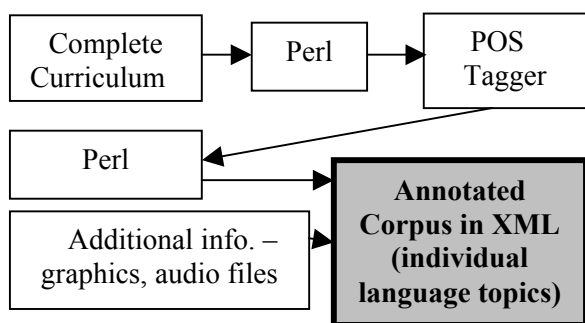 Complete
Curriculum
Perl
POS
Tagger
Perl
Annotated
Corpus in XML
(individual
language topics)
Additional info. –
graphics, audio files